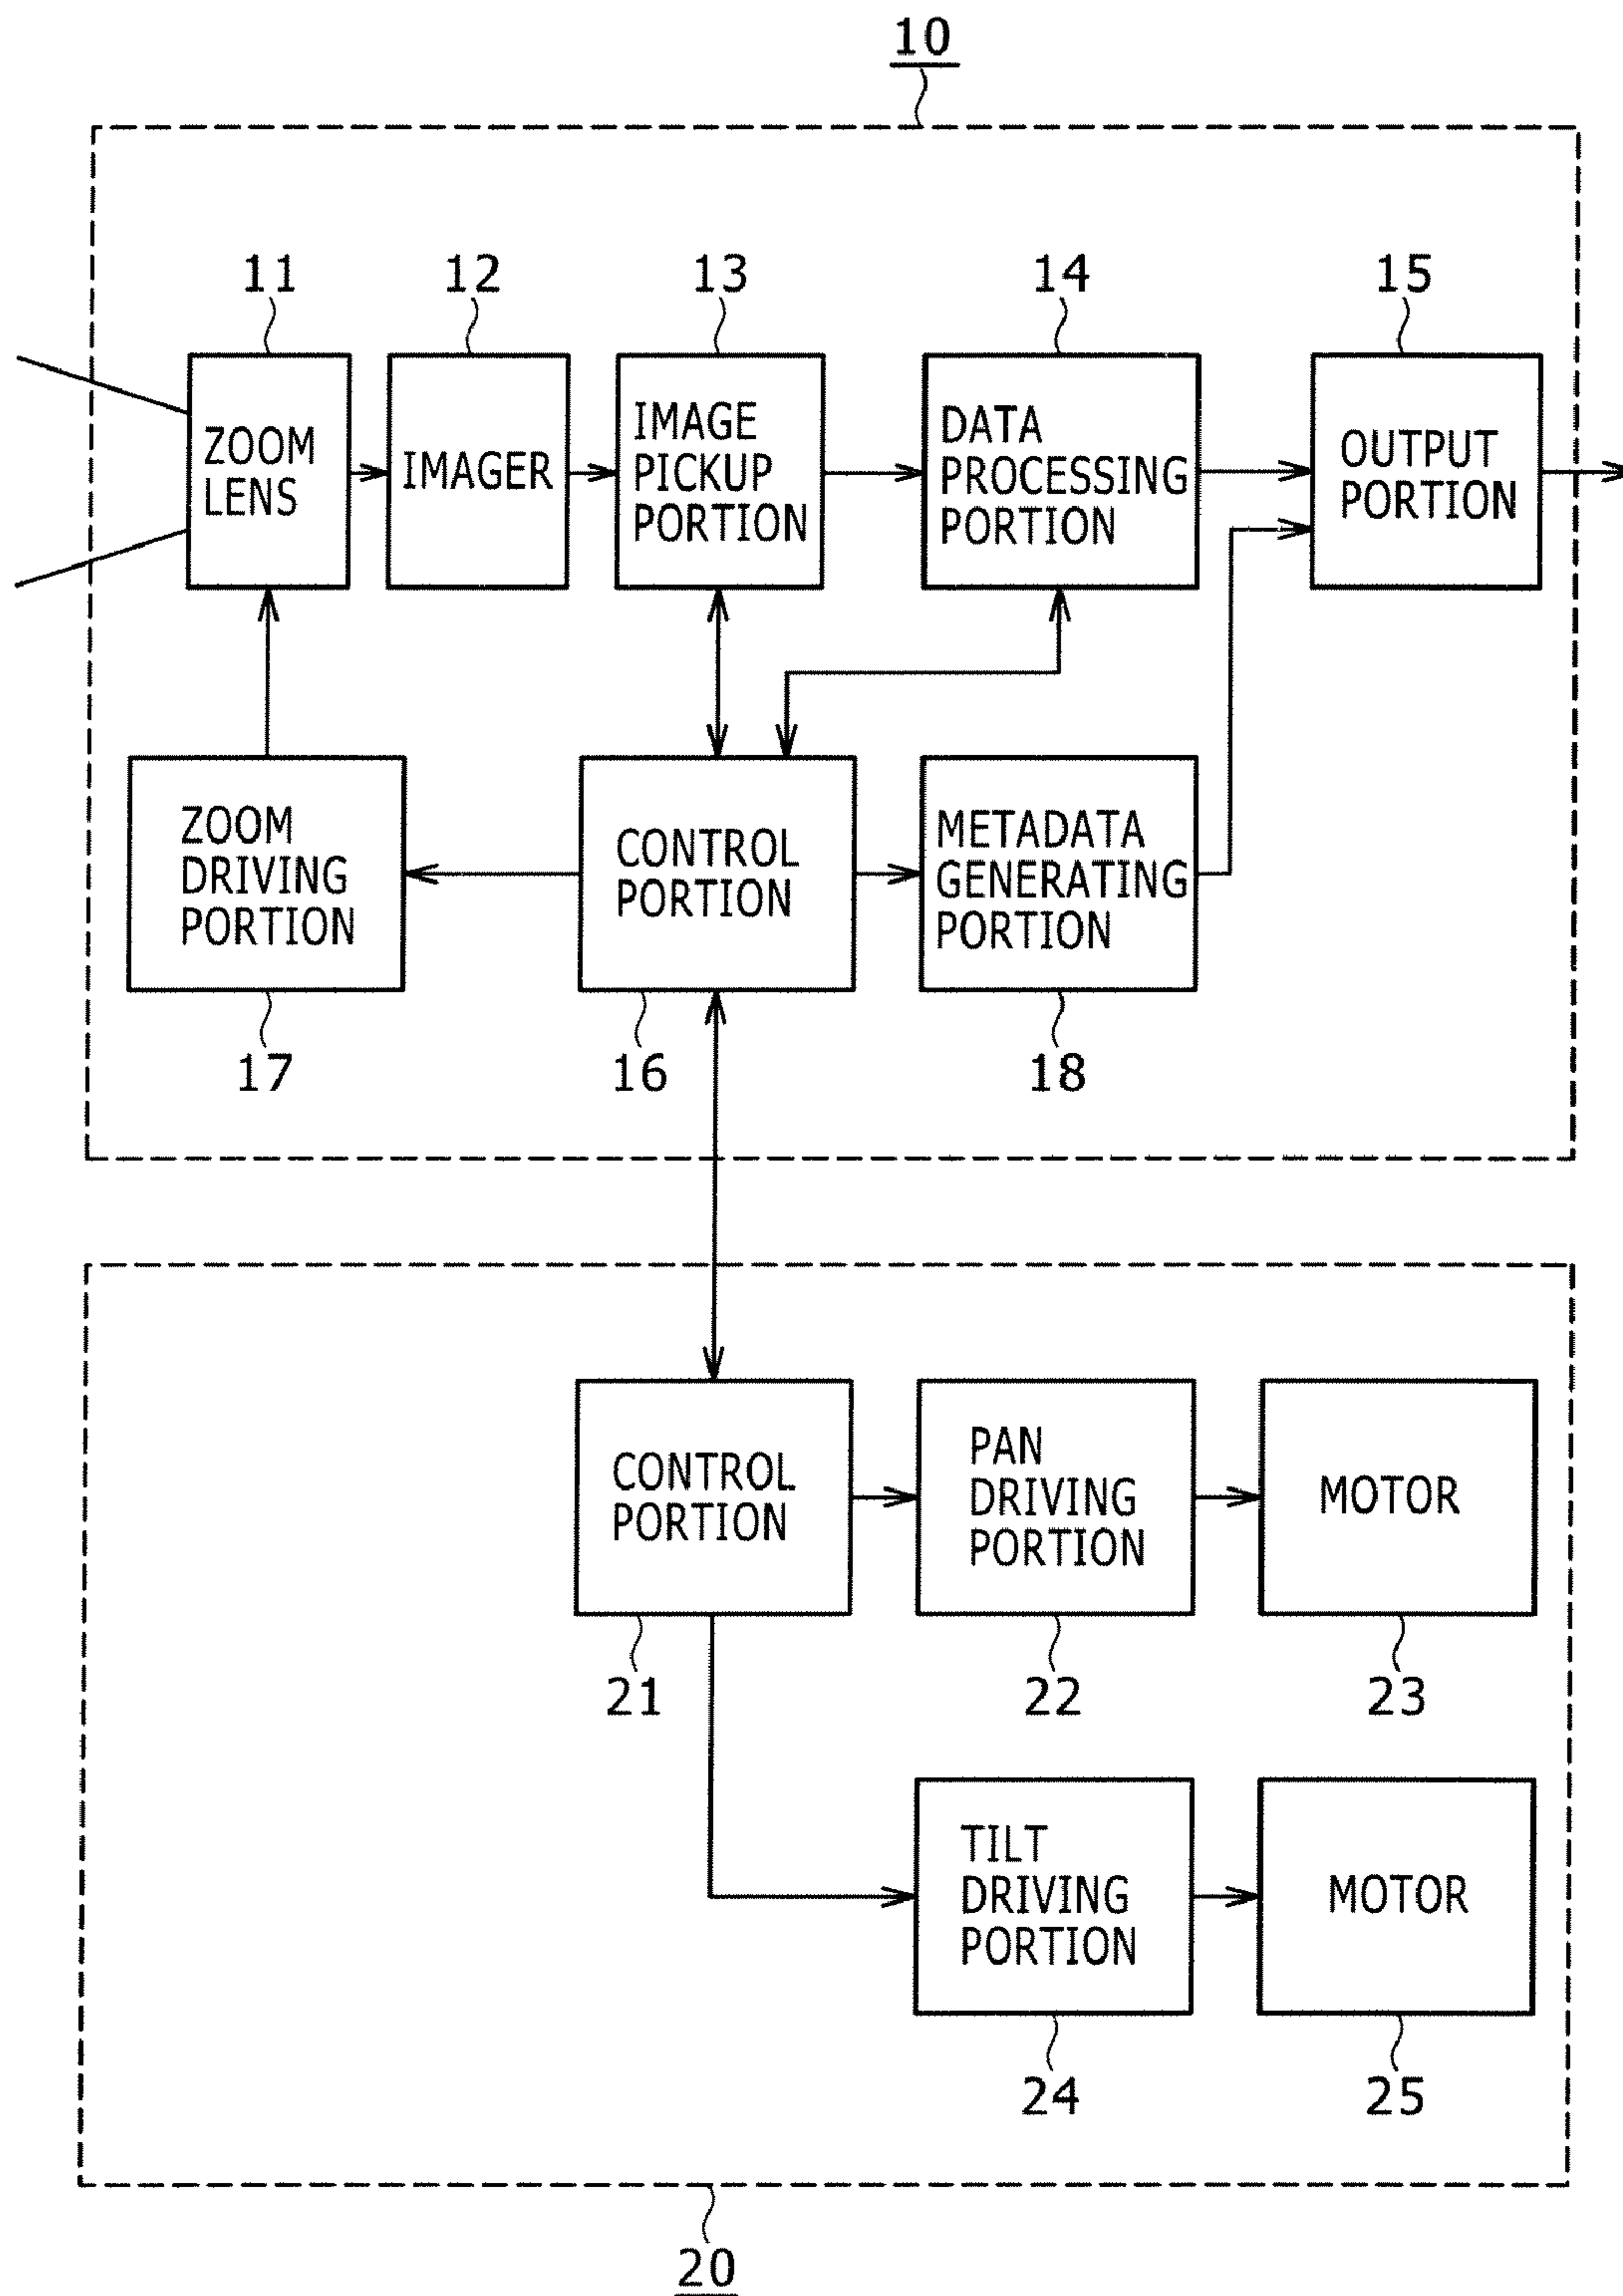 10
11
12
13
14
15
ZOOM
LENS
IMAGER
IMAGE
PICKUP
PORTION
DATA
PROCESSING
PORTION
OUTPUT
PORTION
ZOOM
DRIVING
PORTION
CONTROL
PORTION
METADATA
GENERATING
PORTION
17
16
18
CONTROL
PORTION
PAN
DRIVING
PORTION
MOTOR
21
22
23
TILT
DRIVING
PORTION
MOTOR
24
25
20